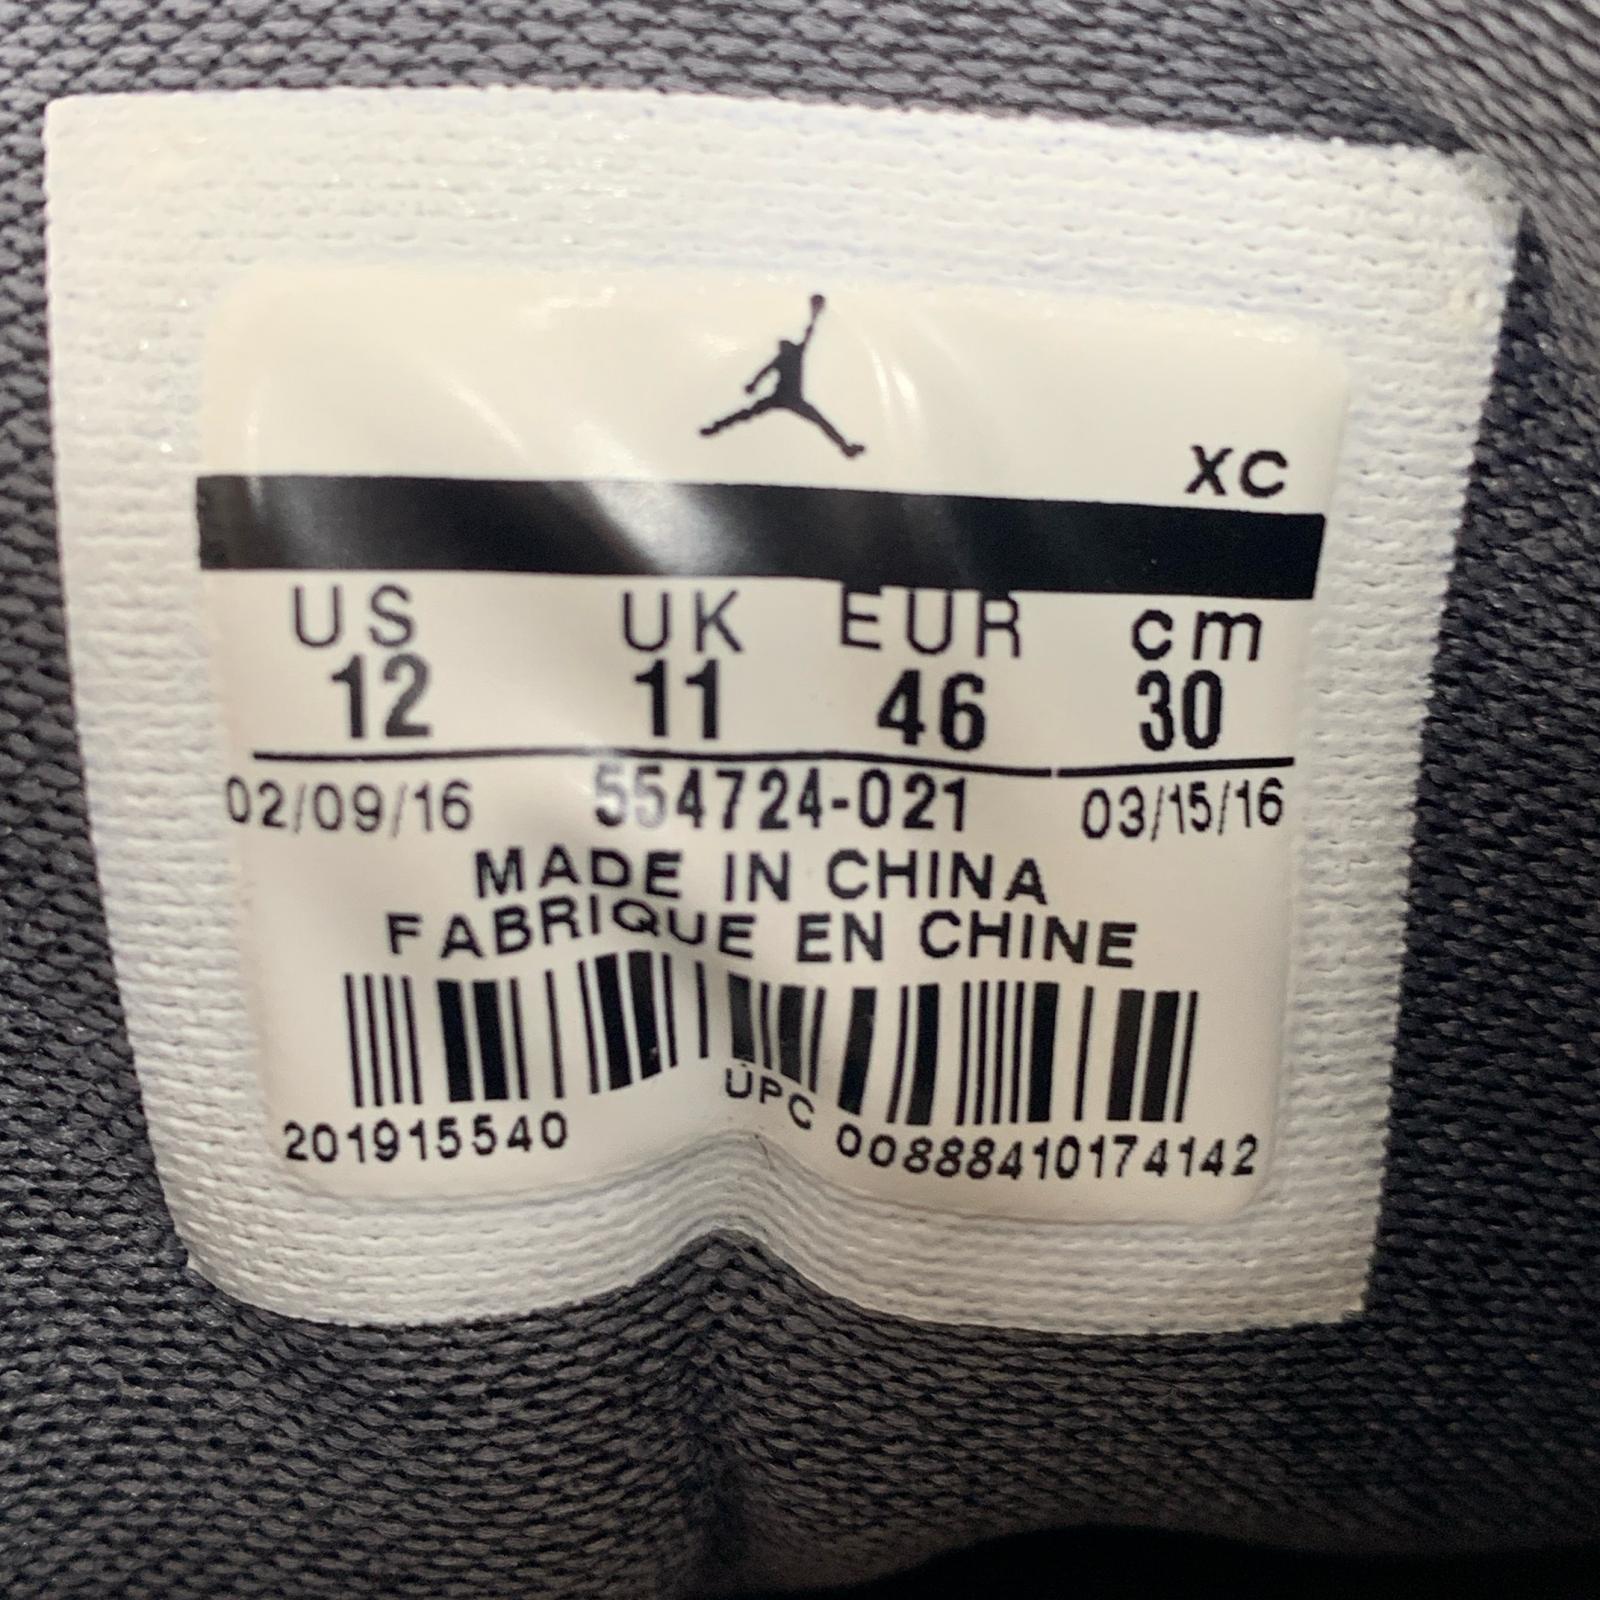 XC
US UK EUR cm
12 11 46 30
02/09/16 554724-021 03/15/16
MADE IN CHINA
FABRIQUE EN CHINE
UPC
201915540 00888410174142